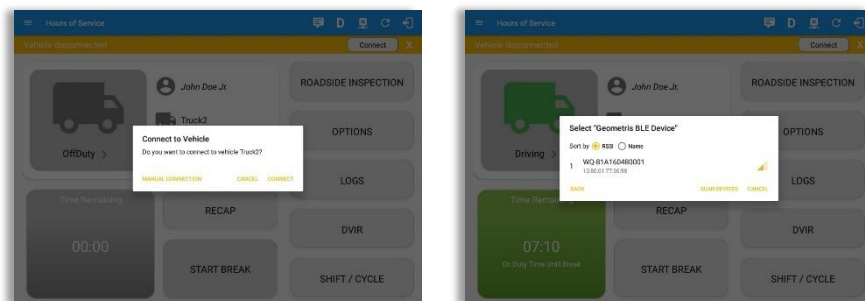 Hours of Service
D
Vehicle disconnected
Connect
X
John Doe Jr.
Truck2
OffDuty >
Connect to Vehicle
Do you want to connect to vehicle Truck2?
MANUAL CONNECTION
CANCEL
CONNECT
Time Remaining
00:00
RECAP
START BREAK
ROADSIDE INSPECTION
OPTIONS
LOGS
DVIR
SHIFT / CYCLE
Hours of Service
D
Vehicle disconnected
Connect
X
John Doe Jr.
Driving >
Select "Geometris BLE Device"
Sort by RSSI Name
1 WQ-81A160480001
BACK
SCAN DEVICES
CANCEL
Time Remaining
07:10
On Duty Time Until Break
RECAP
START BREAK
ROADSIDE INSPECTION
OPTIONS
LOGS
DVIR
SHIFT / CYCLE